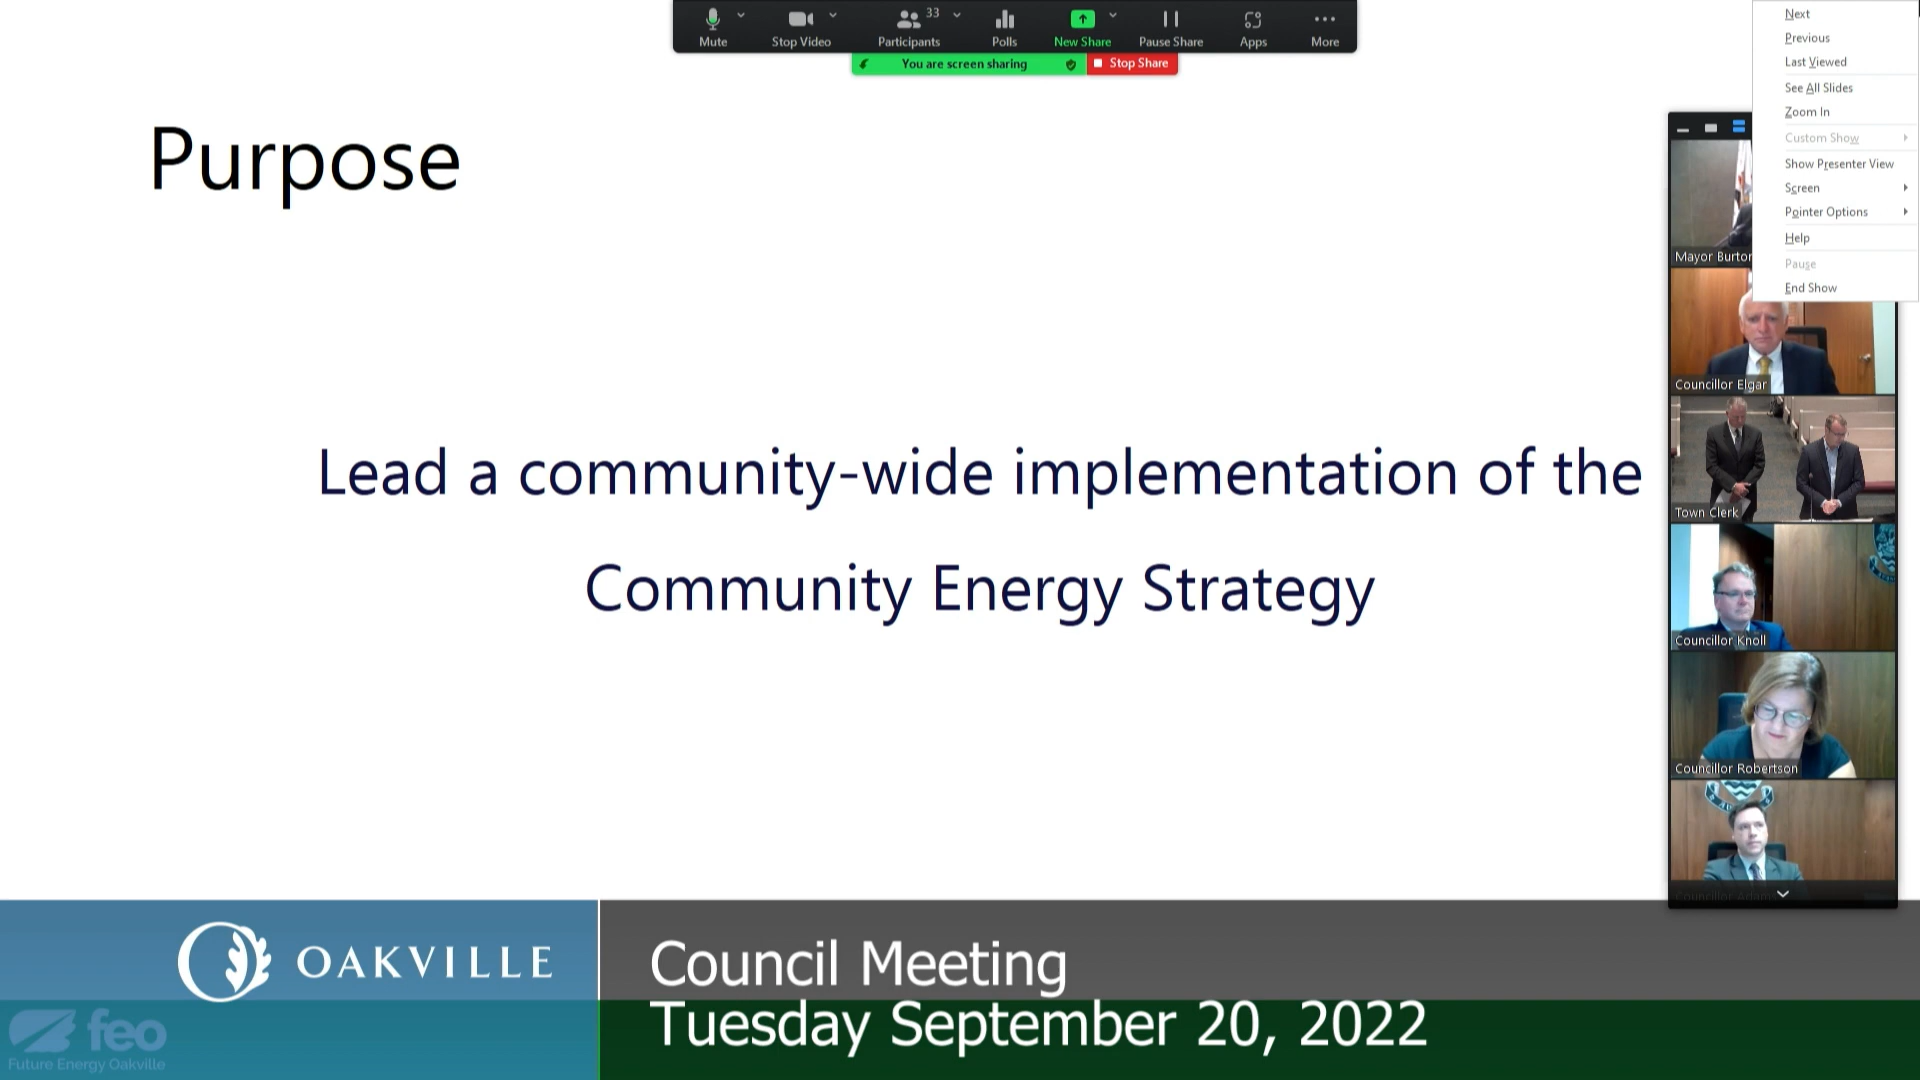 Mute
Stop Video
Participants
33
Polls
New Share
Pause Share
Apps
More
You are screen sharing
Stop Share
Next
Previous
Last Viewed
See All Slides
Zoom In
Custom Show
Show Presenter View
Screen
Pointer Options
Help
Pause
End Show
Purpose
Lead a community-wide implementation of the
Community Energy Strategy
Mayor Burton
Councillor Elgar
Town Clerk
Councillor Knoll
Councillor Robertson
Councillor Adams
OAKVILLE
Council Meeting
Tuesday September 20, 2022
feo
Future Energy Oakville